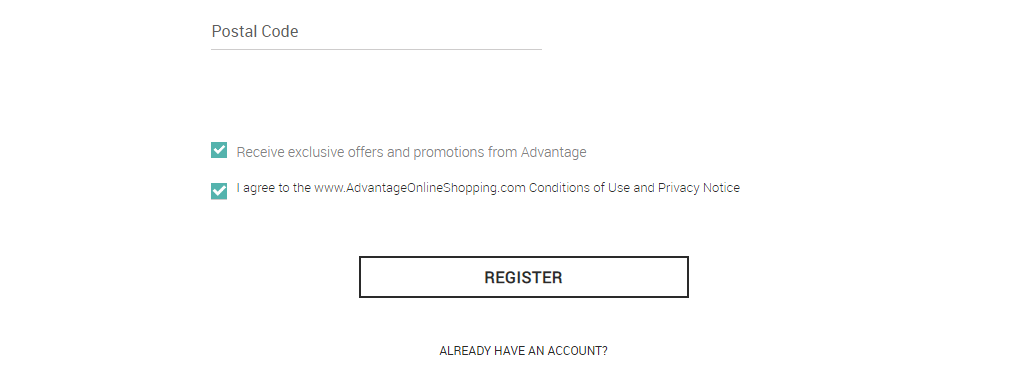 Postal Code
Receive exclusive offers and promotions from Advantage
I agree to the www.AdvantageOnlineShopping.com Conditions of Use and Privacy Notice
REGISTER
ALREADY HAVE AN ACCOUNT?